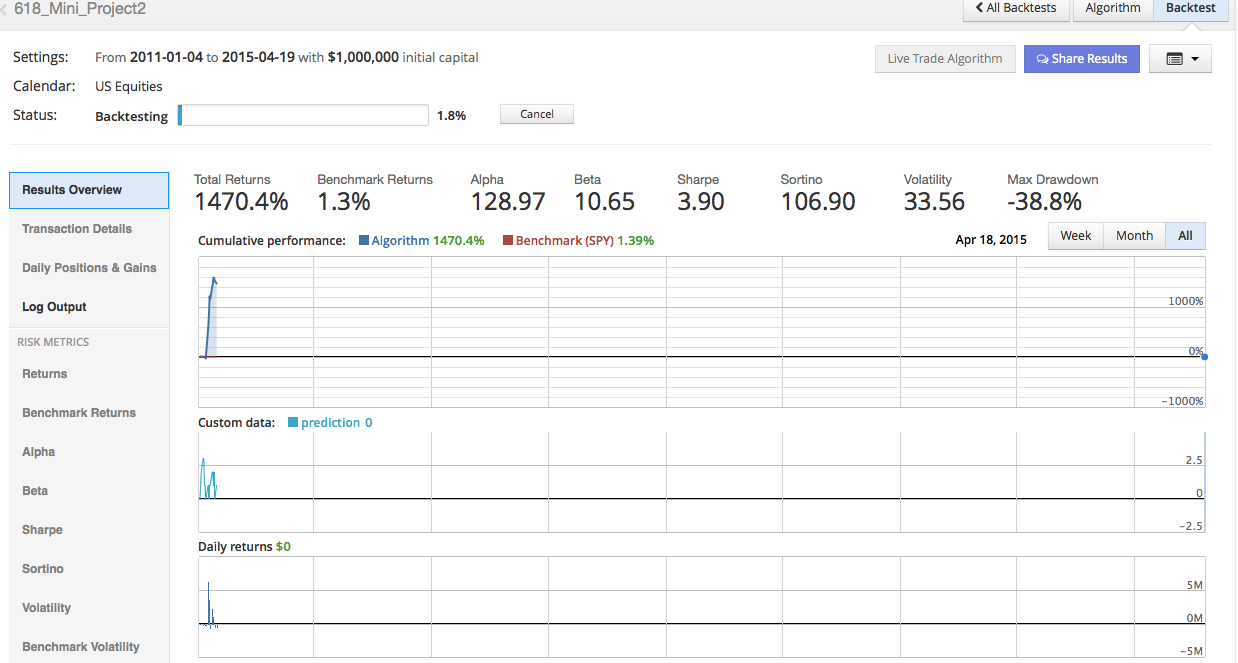 618_Mini_Project2
All Backtests
Algorithm
Backtest
Settings: From 2011-01-04 to 2015-04-19 with $1,000,000 initial capital
Live Trade Algorithm
Share Results
Calendar: US Equities
Status: Backtesting 1.8% Cancel
Results Overview
Transaction Details
Daily Positions & Gains
Log Output
RISK METRICS
Returns
Benchmark Returns
Alpha
Beta
Sharpe
Sortino
Volatility
Benchmark Volatility
Total Returns Benchmark Returns Alpha Beta Sharpe Sortino Volatility Max Drawdown
1470.4% 1.3% 128.97 10.65 3.90 106.90 33.56 -38.8%
Cumulative performance: Algorithm 1470.4% Benchmark (SPY) 1.39% Apr 18, 2015 Week Month All
1000%
0%
-1000%
Custom data: prediction 0
2.5
0
-2.5
Daily returns $0
5M
0M
-5M